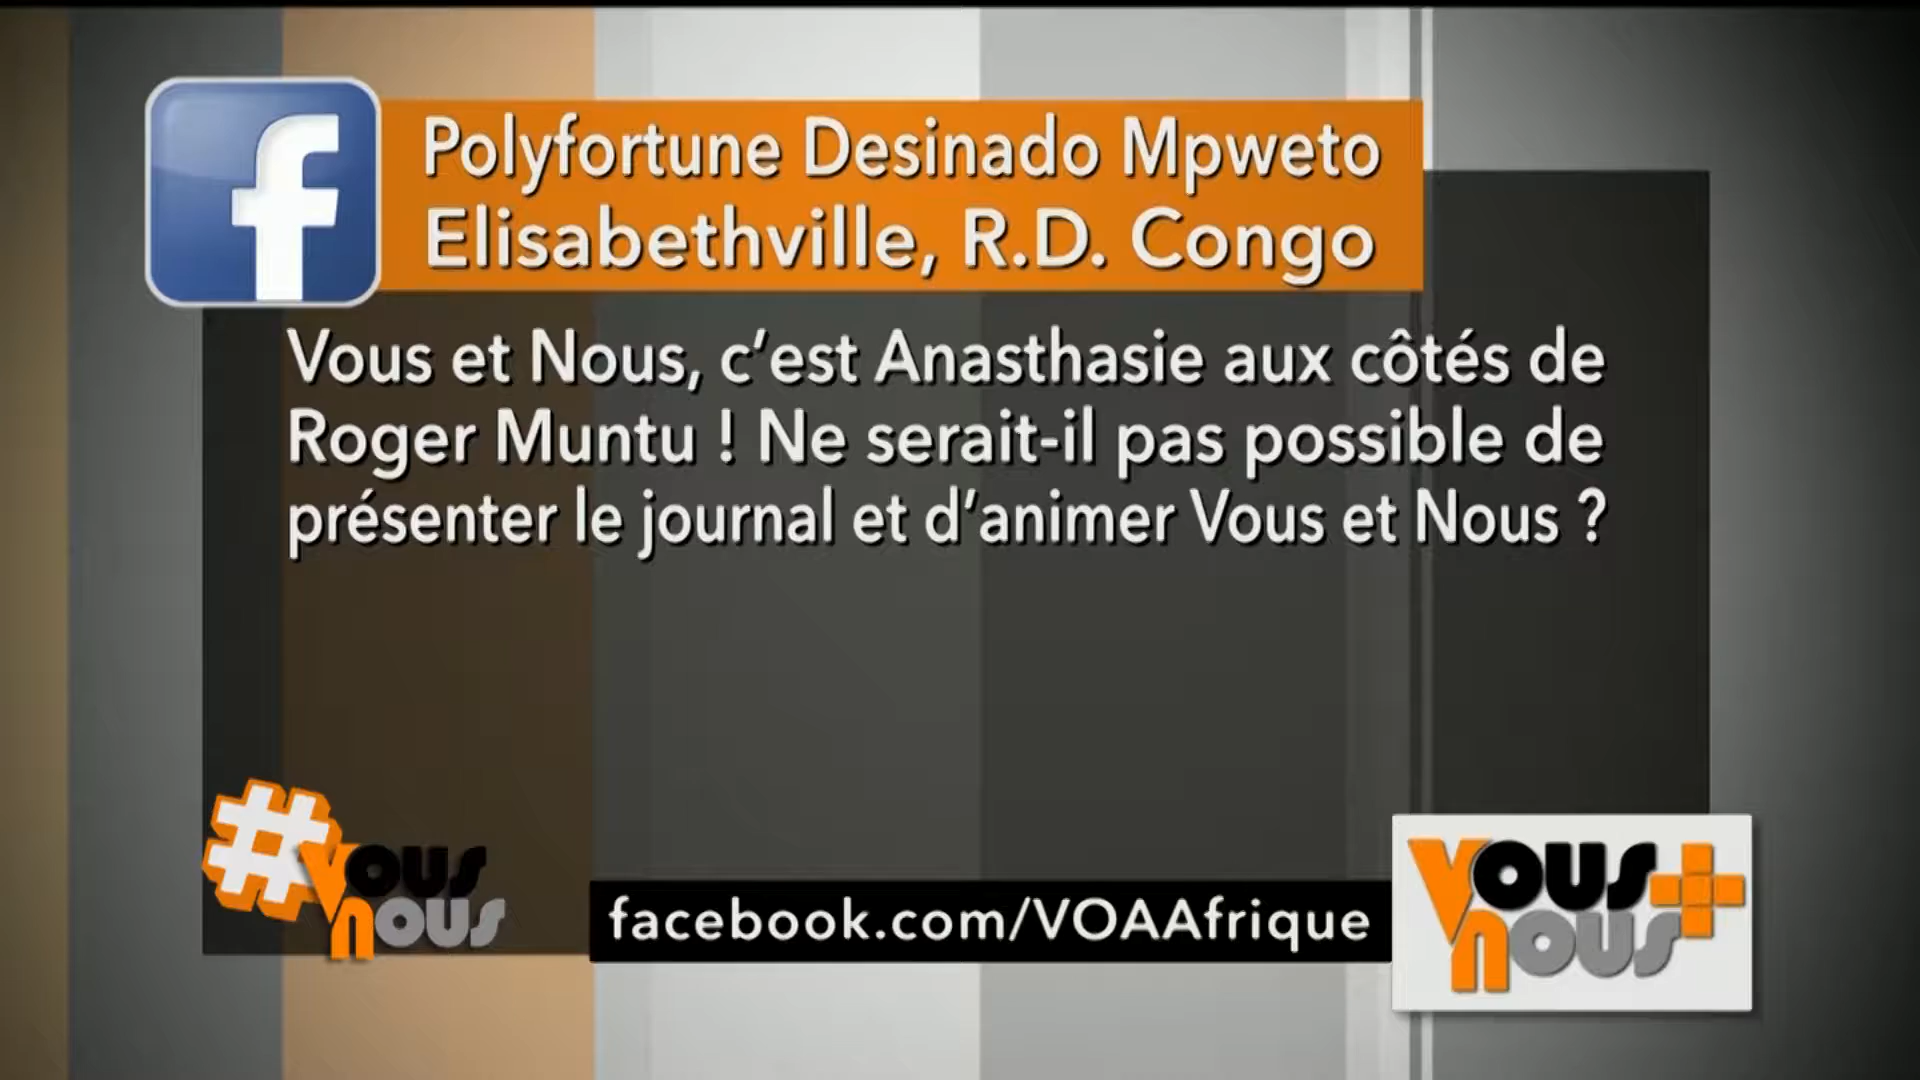 f
Polyfortune Desinado Mpweto
Elisabethville, R.D. Congo
Vous et Nous, c’est Anasthasie aux côtés de
Roger Muntu ! Ne serait-il pas possible de
présenter le journal et d’animer Vous et Nous ?
#Vous
nous
facebook.com/VOAAfrique
Vous+
nous